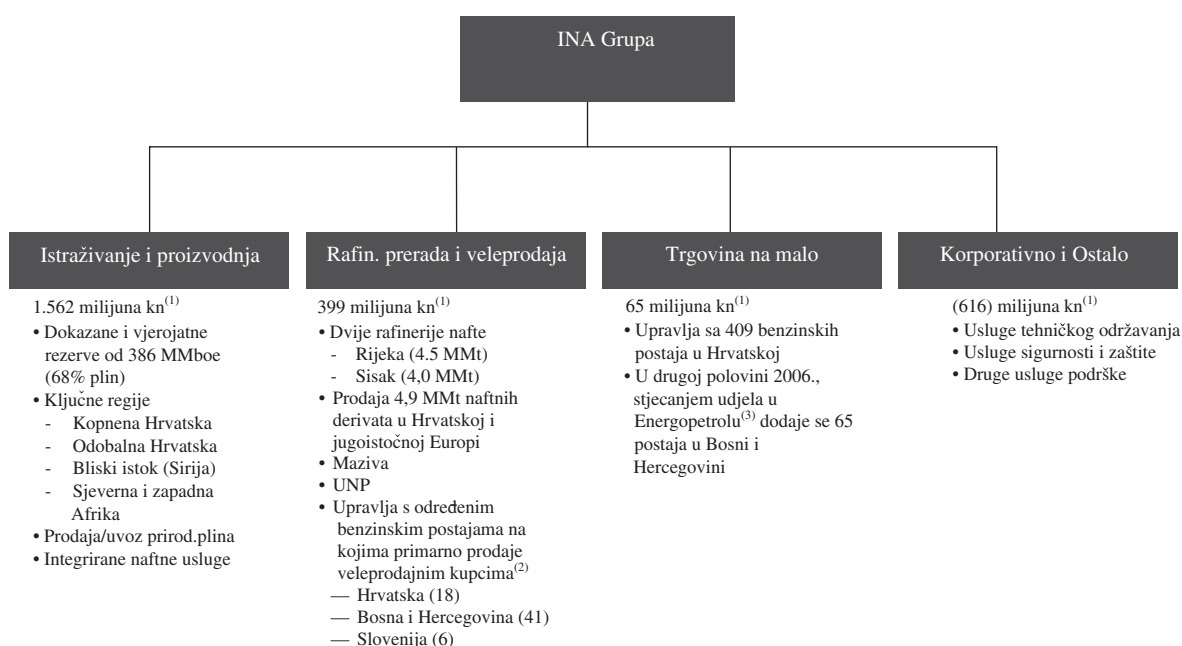 INA Grupa
Istraživanje i proizvodnja
1.562 milijuna kn(1)
• Dokazane i vjerojatne
rezerve od 386 MMboe
(68% plin)
• Ključne regije
- Kopnena Hrvatska
- Odobalna Hrvatska
- Bliski istok (Sirija)
- Sjeverna i zapadna
Afrika
• Prodaja/uvoz prirod.plina
• Integrirane naftne usluge
Rafin. prerada i veleprodaja
399 milijuna kn(1)
• Dvije rafinerije nafte
- Rijeka (4.5 MMt)
- Sisak (4,0 MMt)
• Prodaja 4,9 MMt naftnih
derivata u Hrvatskoj i
jugoistočnoj Europi
• Maziva
• UNP
• Upravlja s određenim
benzinskim postajama na
kojima primarno prodaje
veleprodajnim kupcima(2)
— Hrvatska (18)
— Bosna i Hercegovina (41)
— Slovenija (6)
Trgovina na malo
65 milijuna kn(1)
• Upravlja sa 409 benzinskih
postaja u Hrvatskoj
• U drugoj polovini 2006.,
stjecanjem udjela u
Energopetrolu(3) dodaje se 65
postaja u Bosni i
Hercegovini
Korporativno i Ostalo
(616) milijuna kn(1)
• Usluge tehničkog održavanja
• Usluge sigurnosti i zaštite
• Druge usluge podrške